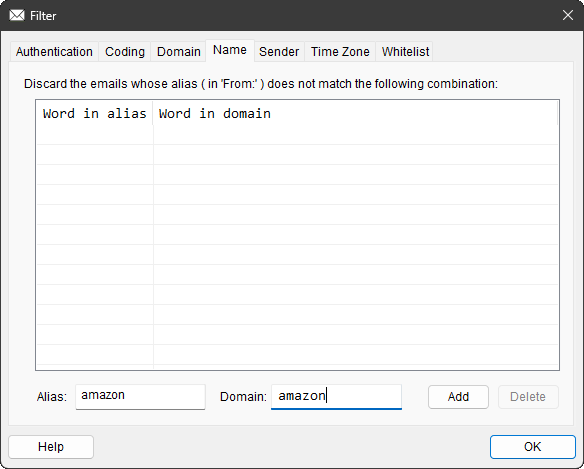 Filter
Authentication Coding Domain Name Sender Time Zone Whitelist
Discard the emails whose alias ( in 'From:' ) does not match the following combination:
Word in alias Word in domain
Alias: amazon Domain: amazon Add Delete
Help OK